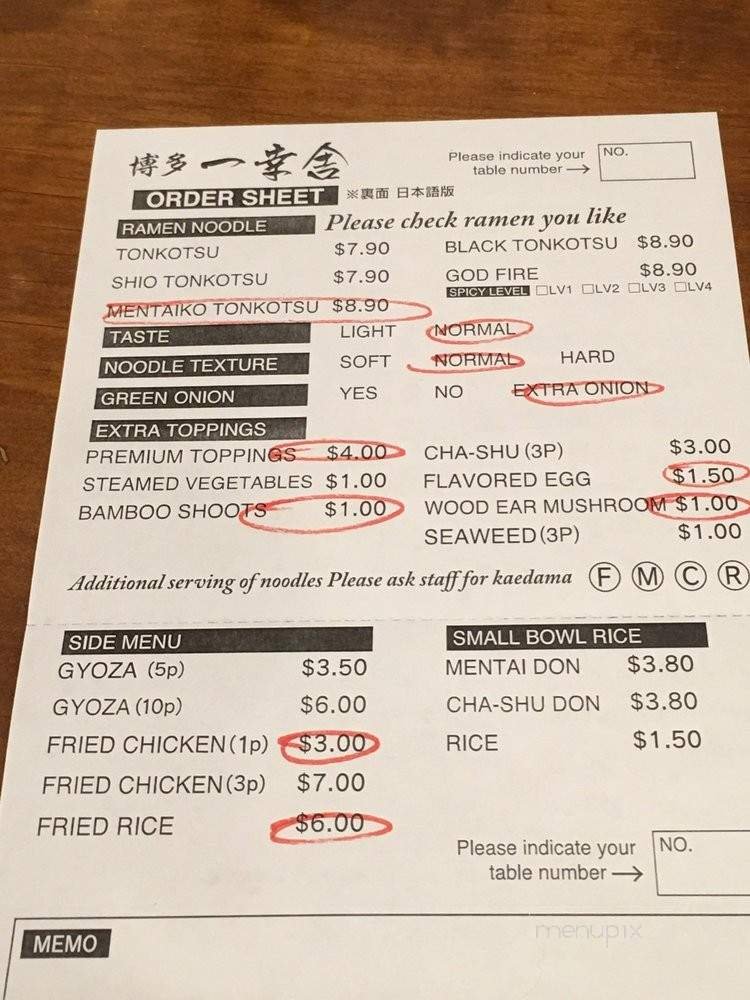 博多一幸舎
Please indicate your table number→ NO.
ORDER SHEET ※裏面 日本語版
RAMEN NOODLE Please check ramen you like
TONKOTSU $7.90 BLACK TONKOTSU $8.90
SHIO TONKOTSU $7.90 GOD FIRE $8.90
SPICY LEVEL □LV1 □LV2 □LV3 □LV4
MENTAIKO TONKOTSU $8.90
TASTE LIGHT NORMAL
NOODLE TEXTURE SOFT NORMAL HARD
GREEN ONION YES NO EXTRA ONION
EXTRA TOPPINGS
PREMIUM TOPPINGS $4.00 CHA-SHU (3P) $3.00
STEAMED VEGETABLES $1.00 FLAVORED EGG $1.50
BAMBOO SHOOTS $1.00 WOOD EAR MUSHROOM $1.00
SEAWEED (3P) $1.00
Additional serving of noodles Please ask staff for kaedama Ⓕ Ⓜ Ⓒ Ⓡ
SIDE MENU SMALL BOWL RICE
GYOZA (5p) $3.50 MENTAI DON $3.80
GYOZA (10p) $6.00 CHA-SHU DON $3.80
FRIED CHICKEN (1p) $3.00 RICE $1.50
FRIED CHICKEN (3p) $7.00
FRIED RICE $6.00
Please indicate your table number→ NO.
menupix
MEMO